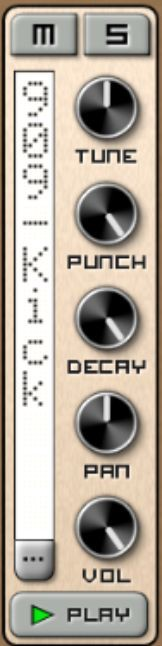 M S
909-Kick
TUNE
PUNCH
DECAY
PAN
VOL
...
PLAY